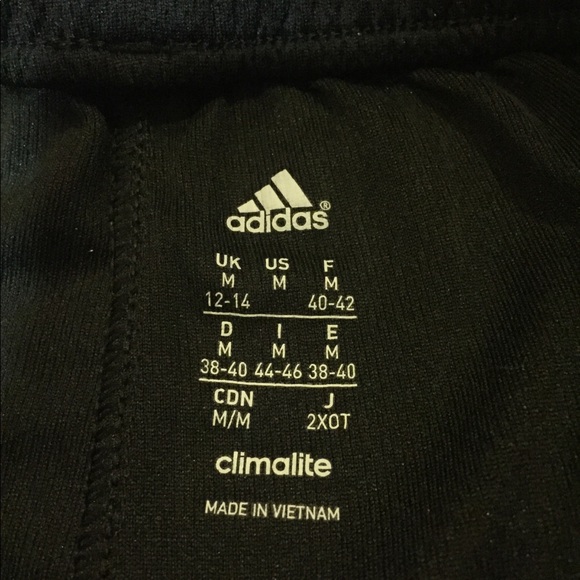 adidas®
UK US F
M M M
12-14 40-42
D I E
M M M
38-40 44-46 38-40
CDN J
M/M 2XOT
climalite
MADE IN VIETNAM